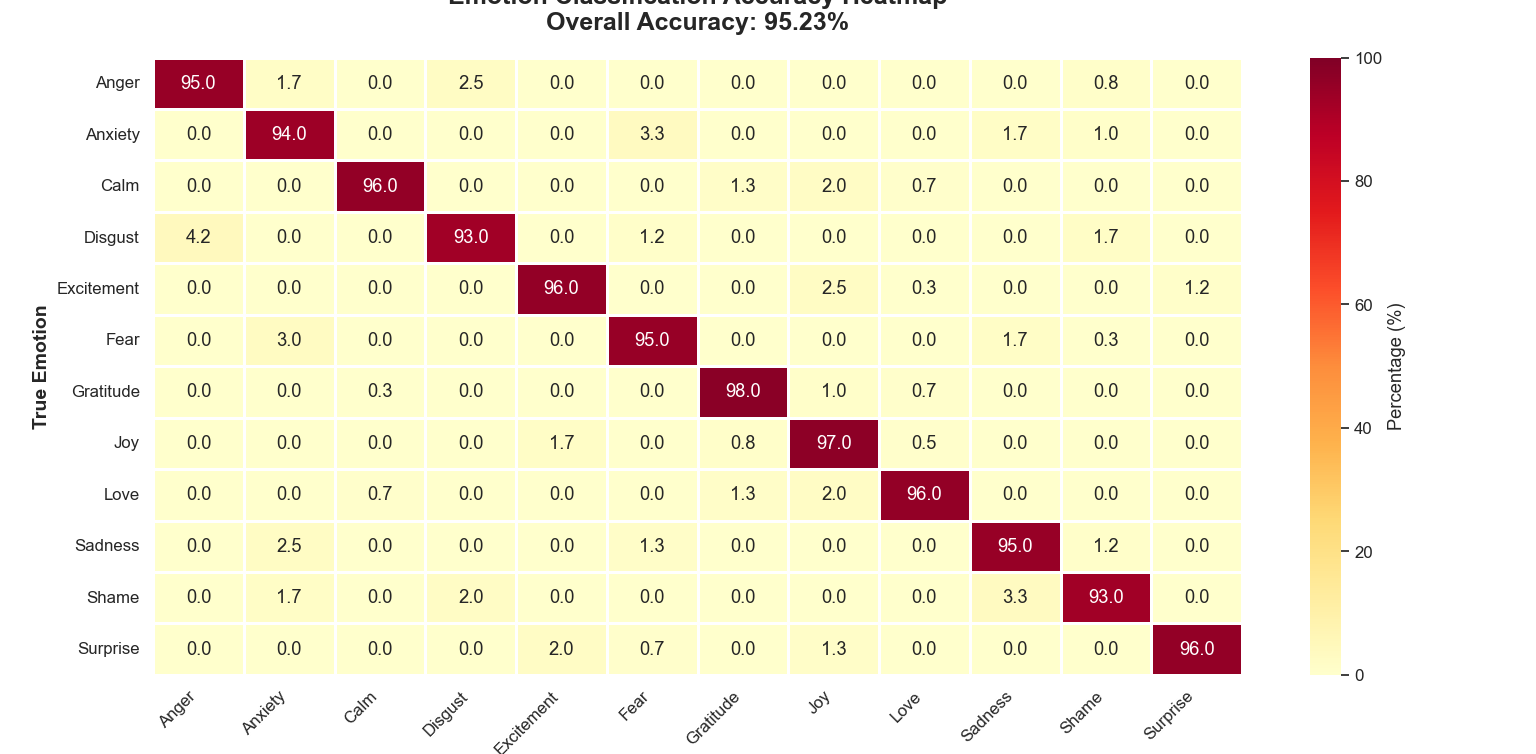 Emotion Classification Accuracy Heatmap
Overall Accuracy: 95.23%
Anger 95.0 1.7 0.0 2.5 0.0 0.0 0.0 0.0 0.0 0.0 0.8 0.0
Anxiety 0.0 94.0 0.0 0.0 0.0 3.3 0.0 0.0 0.0 1.7 1.0 0.0
Calm 0.0 0.0 96.0 0.0 0.0 0.0 1.3 2.0 0.7 0.0 0.0 0.0
Disgust 4.2 0.0 0.0 93.0 0.0 1.2 0.0 0.0 0.0 0.0 1.7 0.0
Excitement 0.0 0.0 0.0 0.0 96.0 0.0 0.0 2.5 0.3 0.0 0.0 1.2
Fear 0.0 3.0 0.0 0.0 0.0 95.0 0.0 0.0 0.0 1.7 0.3 0.0
Gratitude 0.0 0.0 0.3 0.0 0.0 0.0 98.0 1.0 0.7 0.0 0.0 0.0
Joy 0.0 0.0 0.0 0.0 1.7 0.0 0.8 97.0 0.5 0.0 0.0 0.0
Love 0.0 0.0 0.7 0.0 0.0 0.0 1.3 2.0 96.0 0.0 0.0 0.0
Sadness 0.0 2.5 0.0 0.0 0.0 1.3 0.0 0.0 0.0 95.0 1.2 0.0
Shame 0.0 1.7 0.0 2.0 0.0 0.0 0.0 0.0 0.0 3.3 93.0 0.0
Surprise 0.0 0.0 0.0 0.0 2.0 0.7 0.0 1.3 0.0 0.0 0.0 96.0
Anger Anxiety Calm Disgust Excitement Fear Gratitude Joy Love Sadness Shame Surprise
True Emotion
100
80
60
40
20
0
Percentage (%)